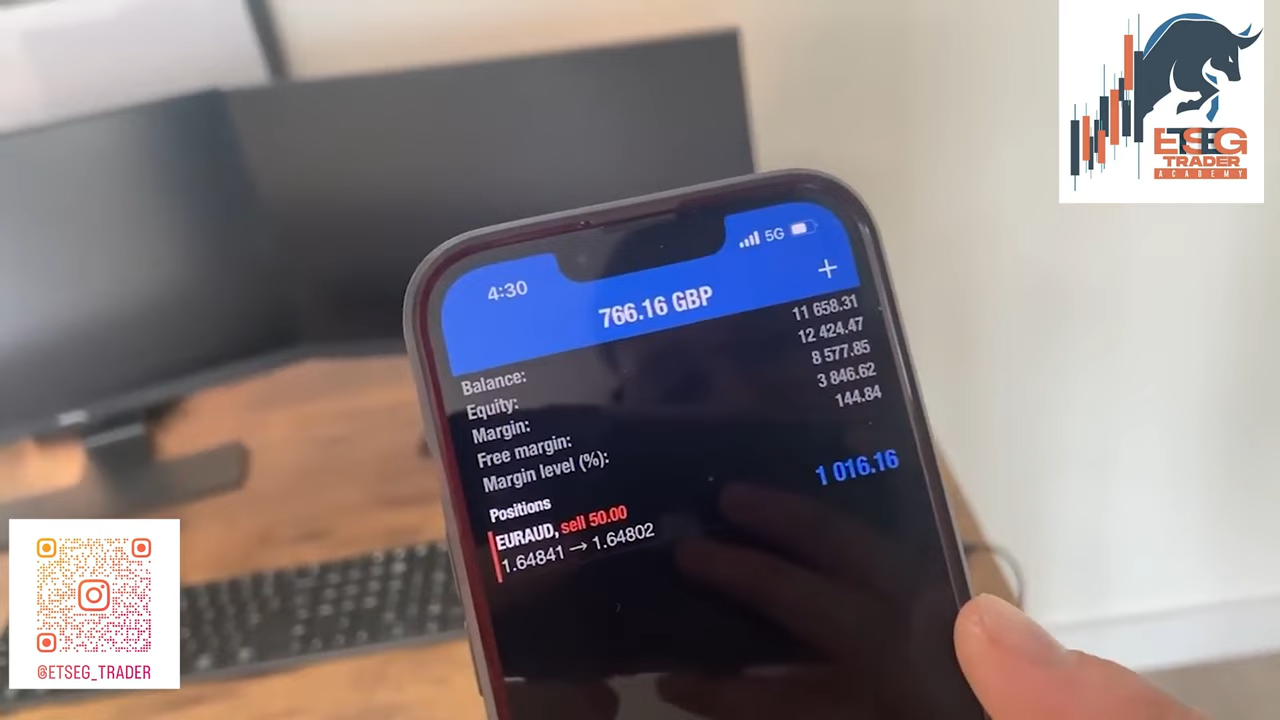 4:30
5G
766.16 GBP
+
Balance: 11 658.31
Equity: 12 424.47
Margin: 8 577.85
Free margin: 3 846.62
Margin level (%): 144.84
Positions
EURAUD, sell 50.00 1 016.16
1.64841 → 1.64802
ETSEG
TRADER
ACADEMY
@ETSEG_TRADER